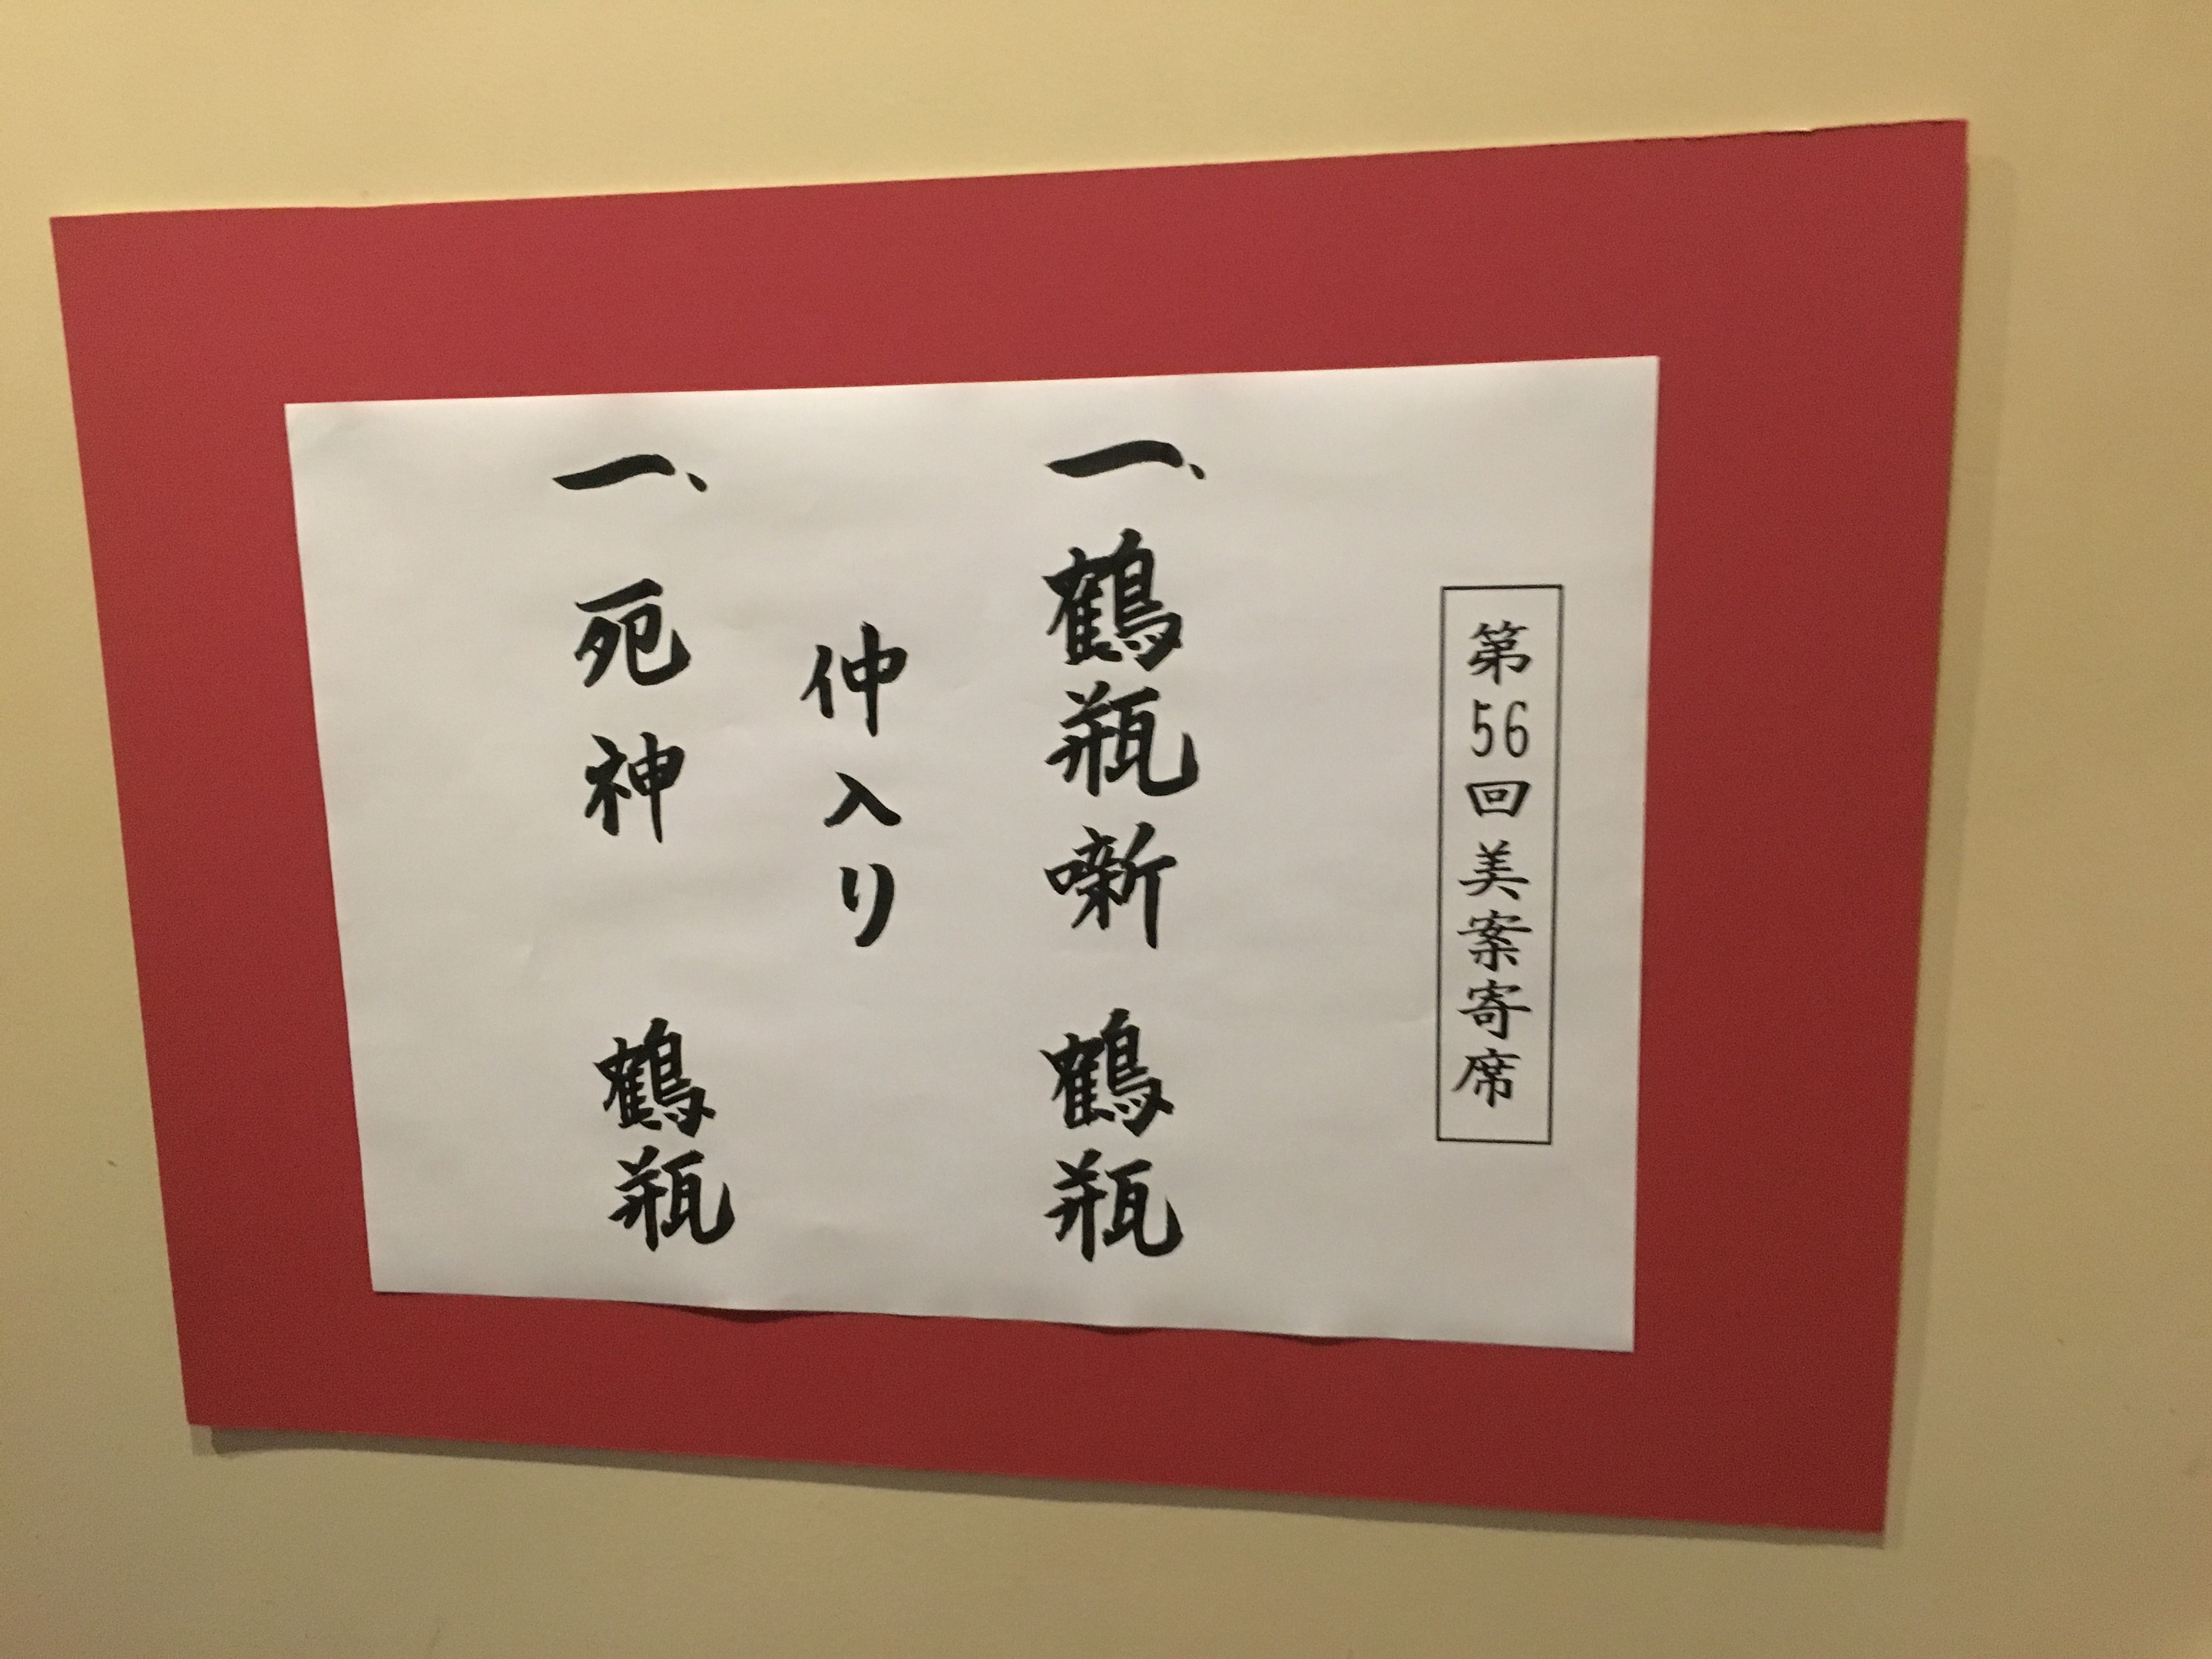 第56回美案寄席
一、鶴瓶噺 鶴瓶
仲入り
一、死神 鶴瓶